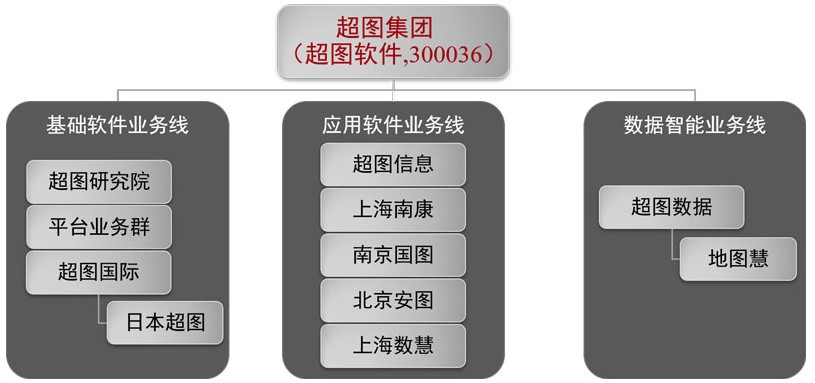 超图集团
（超图软件,300036）
基础软件业务线
超图研究院
平台业务群
超图国际
日本超图
应用软件业务线
超图信息
上海南康
南京国图
北京安图
上海数慧
数据智能业务线
超图数据
地图慧